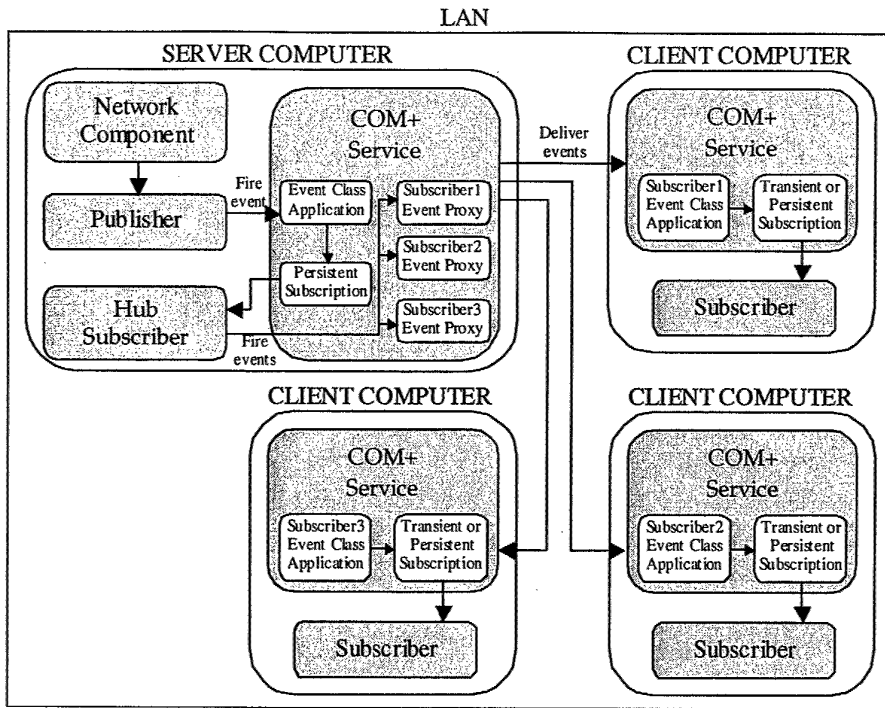 LAN
SERVER COMPUTER
Network
Component
Publisher
Hub
Subscriber
Fire
event
Fire
events
COM+
Service
Event Class
Application
Persistent
Subscription
Subscriber1
Event Proxy
Subscriber2
Event Proxy
Subscriber3
Event Proxy
Deliver
events
CLIENT COMPUTER
COM+
Service
Subscriber1
Event Class
Application
Transient or
Persistent
Subscription
Subscriber
CLIENT COMPUTER
COM+
Service
Subscriber3
Event Class
Application
Transient or
Persistent
Subscription
Subscriber
CLIENT COMPUTER
COM+
Service
Subscriber2
Event Class
Application
Transient or
Persistent
Subscription
Subscriber